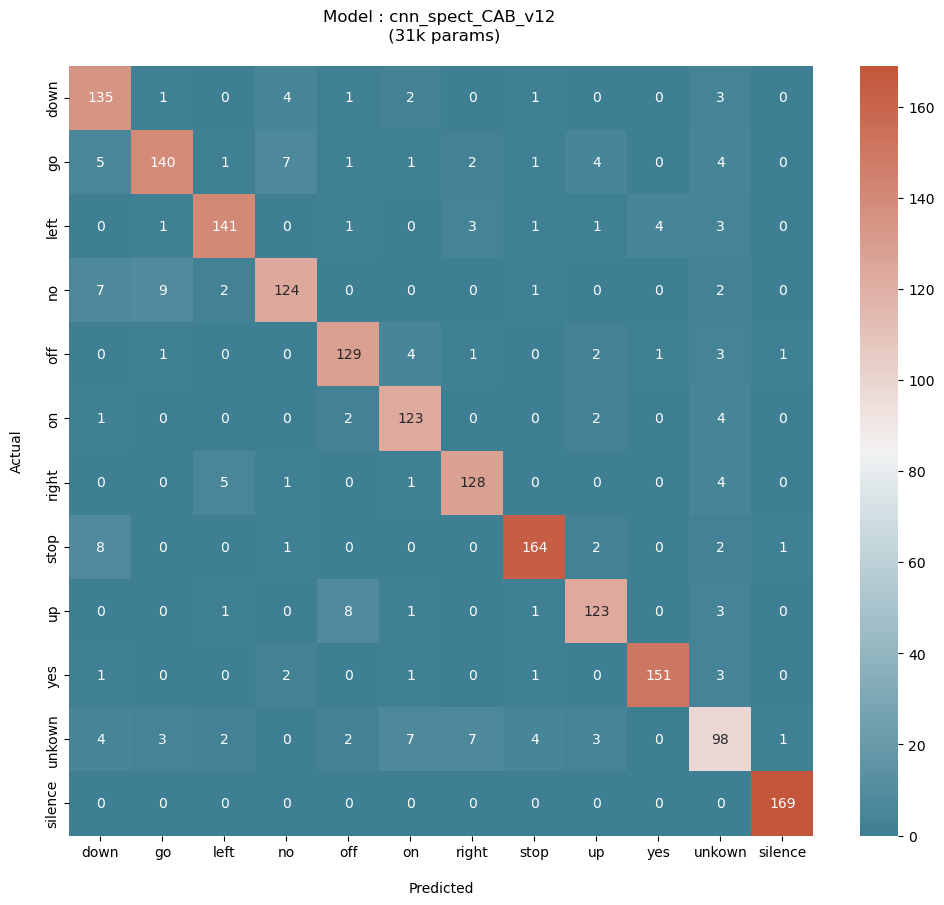 Model : cnn_spect_CAB_v12
(31k params)
down 135 1 0 4 1 2 0 1 0 0 3 0
go 5 140 1 7 1 1 2 1 4 0 4 0
left 0 1 141 0 1 0 3 1 1 4 3 0
no 7 9 2 124 0 0 0 1 0 0 2 0
off 0 1 0 0 129 4 1 0 2 1 3 1
on 1 0 0 0 2 123 0 0 2 0 4 0
right 0 0 5 1 0 1 128 0 0 0 4 0
stop 8 0 0 1 0 0 0 164 2 0 2 1
up 0 0 1 0 8 1 0 1 123 0 3 0
yes 1 0 0 2 0 1 0 1 0 151 3 0
unkown 4 3 2 0 2 7 7 4 3 0 98 1
silence 0 0 0 0 0 0 0 0 0 0 0 169
down go left no off on right stop up yes unkown silence
Predicted
Actual
160
140
120
100
80
60
40
20
0